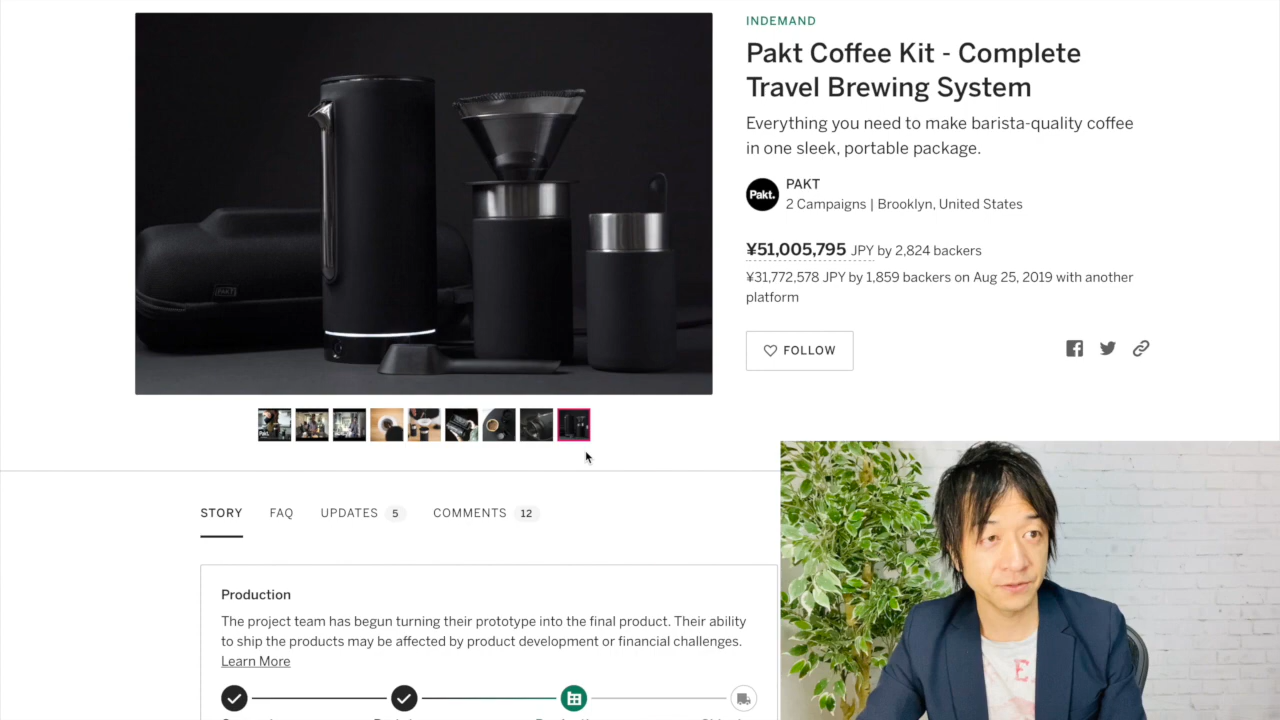 INDEMAND
Pakt Coffee Kit - Complete
Travel Brewing System
Everything you need to make barista-quality coffee
in one sleek, portable package.
Pakt.
PAKT
2 Campaigns | Brooklyn, United States
¥51,005,795 JPY by 2,824 backers
¥31,772,578 JPY by 1,859 backers on Aug 25, 2019 with another
platform
FOLLOW
PAKT
STORY FAQ UPDATES 5 COMMENTS 12
Production
The project team has begun turning their prototype into the final product. Their ability
to ship the products may be affected by product development or financial challenges.
Learn More